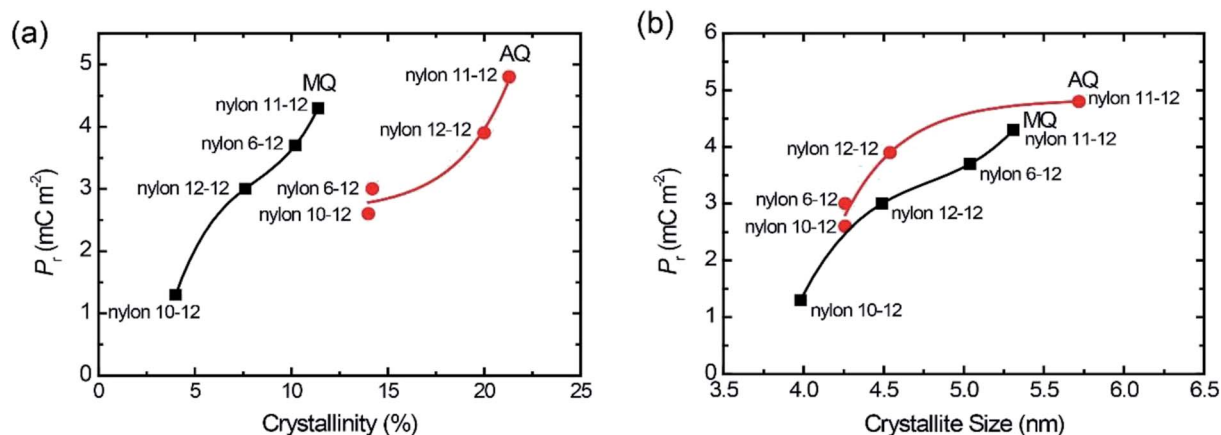 (a)
5
4
3
2
1
0
P_r (mC m⁻²)
0 5 10 15 20 25
Crystallinity (%)
MQ
nylon 11-12
nylon 6-12
nylon 12-12
nylon 10-12
AQ
nylon 11-12
nylon 12-12
nylon 6-12
nylon 10-12
(b)
6
5
4
3
2
1
0
P_r (mC m⁻²)
3.5 4.0 4.5 5.0 5.5 6.0 6.5
Crystallite Size (nm)
AQ
nylon 11-12
nylon 12-12
nylon 6-12
nylon 10-12
MQ
nylon 11-12
nylon 6-12
nylon 12-12
nylon 10-12